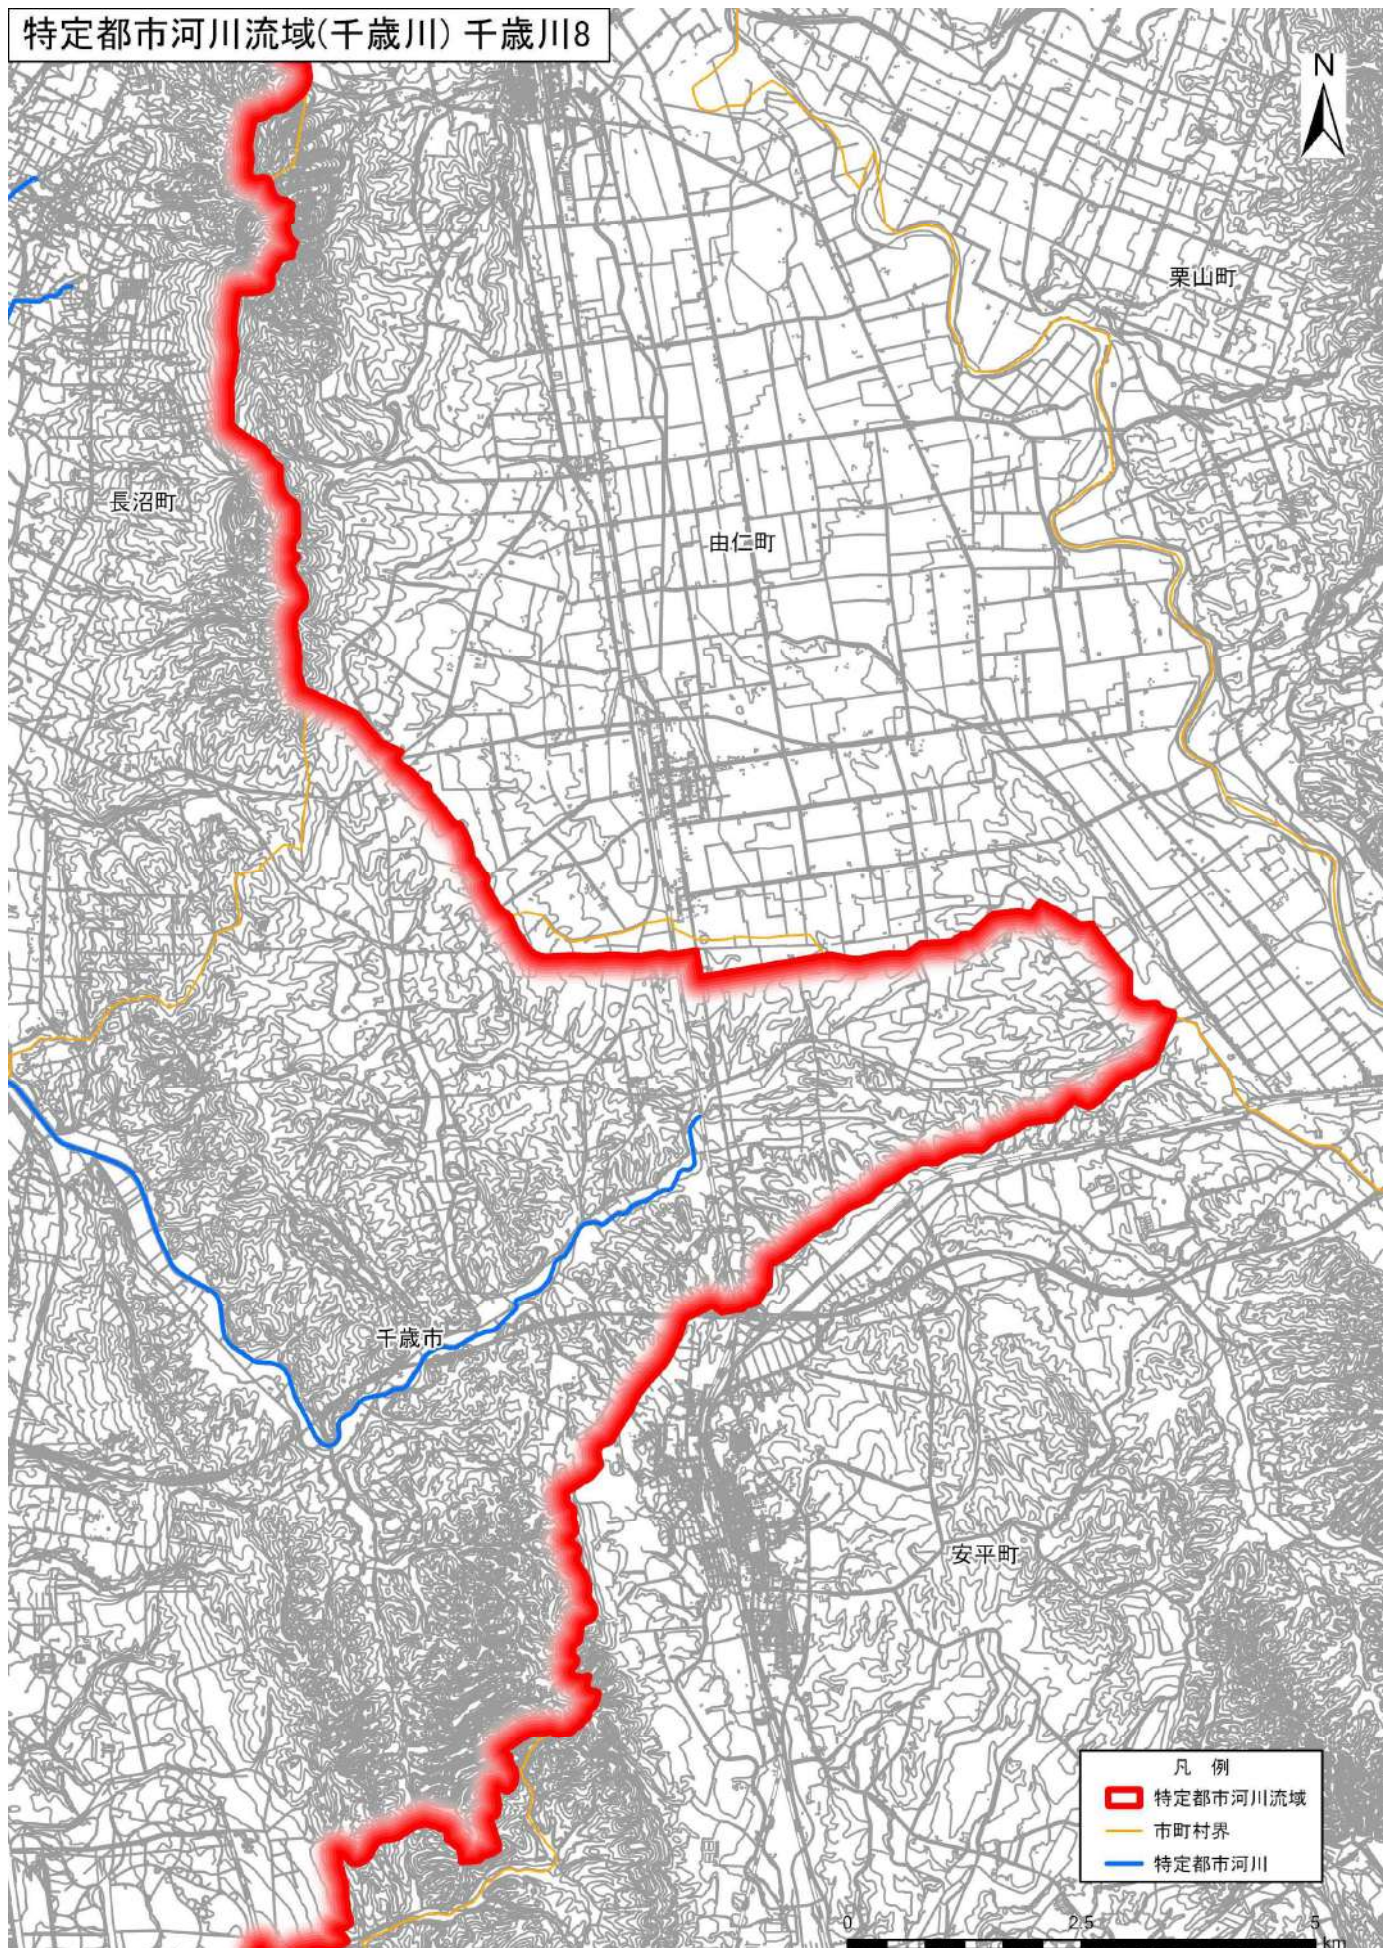 特定都市河川流域(千歳川) 千歳川8
N
栗山町
長沼町
由仁町
千歳市
安平町
凡 例
特定都市河川流域
市町村界
特定都市河川
0 2.5 5
km